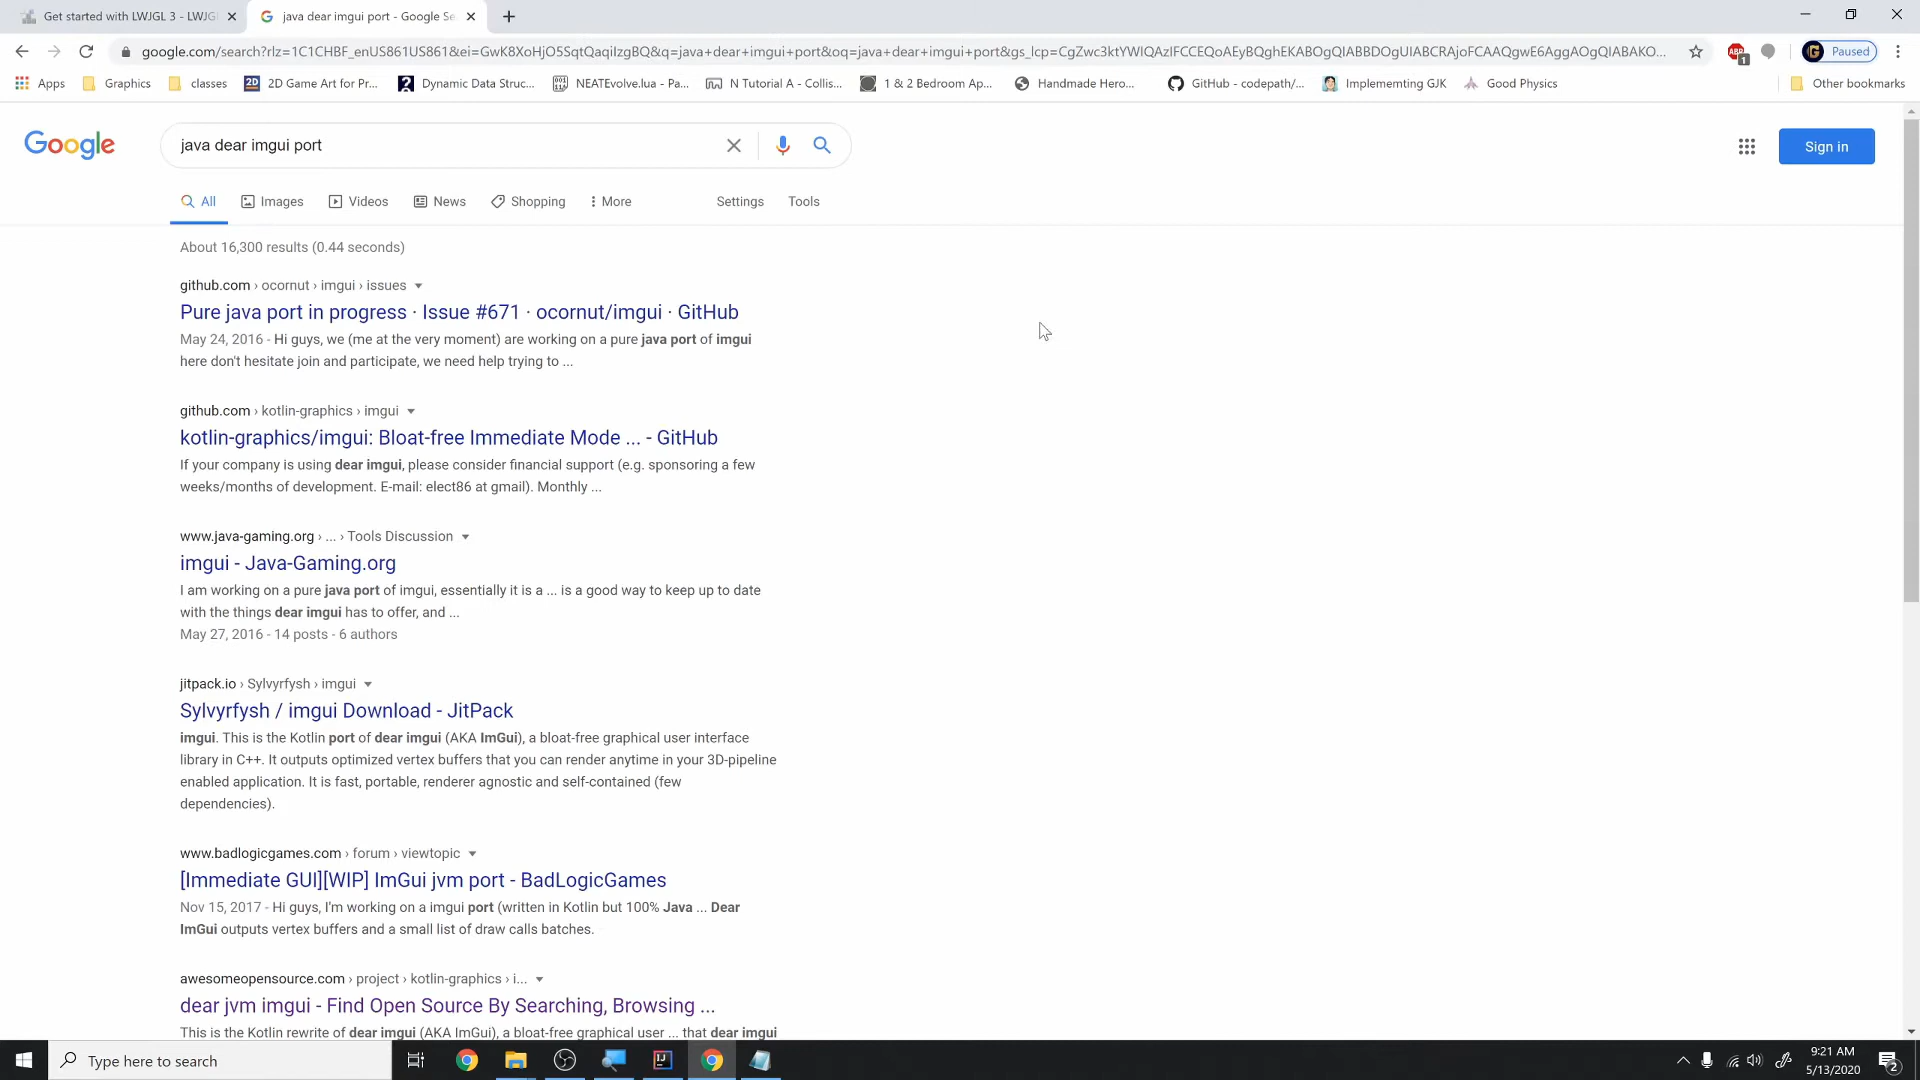 Get started with LWJGL 3 - LWJG
java dear imgui port - Google Se
google.com/search?rlz=1C1CHBF_enUS861US861&ei=GwK8XoHjO5SqtQaqiIzgBQ&q=java+dear+imgui+port&oq=java+dear+imgui+port&gs_lcp=CgZwc3ktYWIQAzIFCCEQoAEyBQghEKABOgQIABBDOgUIABCRAjoFCAAQgwE6AggAOgQIABAKO...
ABP
1
Paused
Apps
Graphics
classes
2D Game Art for Pr...
Dynamic Data Struc...
NEATEvolve.lua - Pa...
N Tutorial A - Collis...
1 & 2 Bedroom Ap...
Handmade Hero...
GitHub - codepath/...
Implememting GJK
Good Physics
Other bookmarks
Google
java dear imgui port
Sign in
All
Images
Videos
News
Shopping
More
Settings
Tools
About 16,300 results (0.44 seconds)
github.com › ocornut › imgui › issues
Pure java port in progress · Issue #671 · ocornut/imgui · GitHub
May 24, 2016 - Hi guys, we (me at the very moment) are working on a pure java port of imgui
here don't hesitate join and participate, we need help trying to ...
github.com › kotlin-graphics › imgui
kotlin-graphics/imgui: Bloat-free Immediate Mode ... - GitHub
If your company is using dear imgui, please consider financial support (e.g. sponsoring a few
weeks/months of development. E-mail: elect86 at gmail). Monthly ...
www.java-gaming.org › ... › Tools Discussion
imgui - Java-Gaming.org
I am working on a pure java port of imgui, essentially it is a ... is a good way to keep up to date
with the things dear imgui has to offer, and ...
May 27, 2016 - 14 posts - 6 authors
jitpack.io › Sylvyrfysh › imgui
Sylvyrfysh / imgui Download - JitPack
imgui. This is the Kotlin port of dear imgui (AKA ImGui), a bloat-free graphical user interface
library in C++. It outputs optimized vertex buffers that you can render anytime in your 3D-pipeline
enabled application. It is fast, portable, renderer agnostic and self-contained (few
dependencies).
www.badlogicgames.com › forum › viewtopic
[Immediate GUI][WIP] ImGui jvm port - BadLogicGames
Nov 15, 2017 - Hi guys, I'm working on a imgui port (written in Kotlin but 100% Java ... Dear
ImGui outputs vertex buffers and a small list of draw calls batches.
awesomeopensource.com › project › kotlin-graphics › i...
dear jvm imgui - Find Open Source By Searching, Browsing ...
This is the Kotlin rewrite of dear imgui (AKA ImGui), a bloat-free graphical user ... that dear imgui
Type here to search
9:21 AM
5/13/2020
2